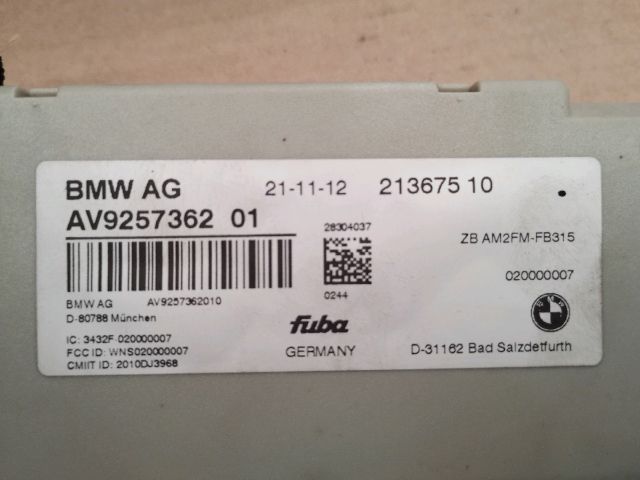 BMW AG 21-11-12 213675 10
AV9257362 01
28304037
ZB AM2FM-FB315
020000007
0244
BMW AG AV9257362010
D-80788 München
fuba
GERMANY
D-31162 Bad Salzdetfurth
IC: 3432F-020000007
FCC ID: WNS020000007
CMIIT ID: 2010DJ3968
BMW